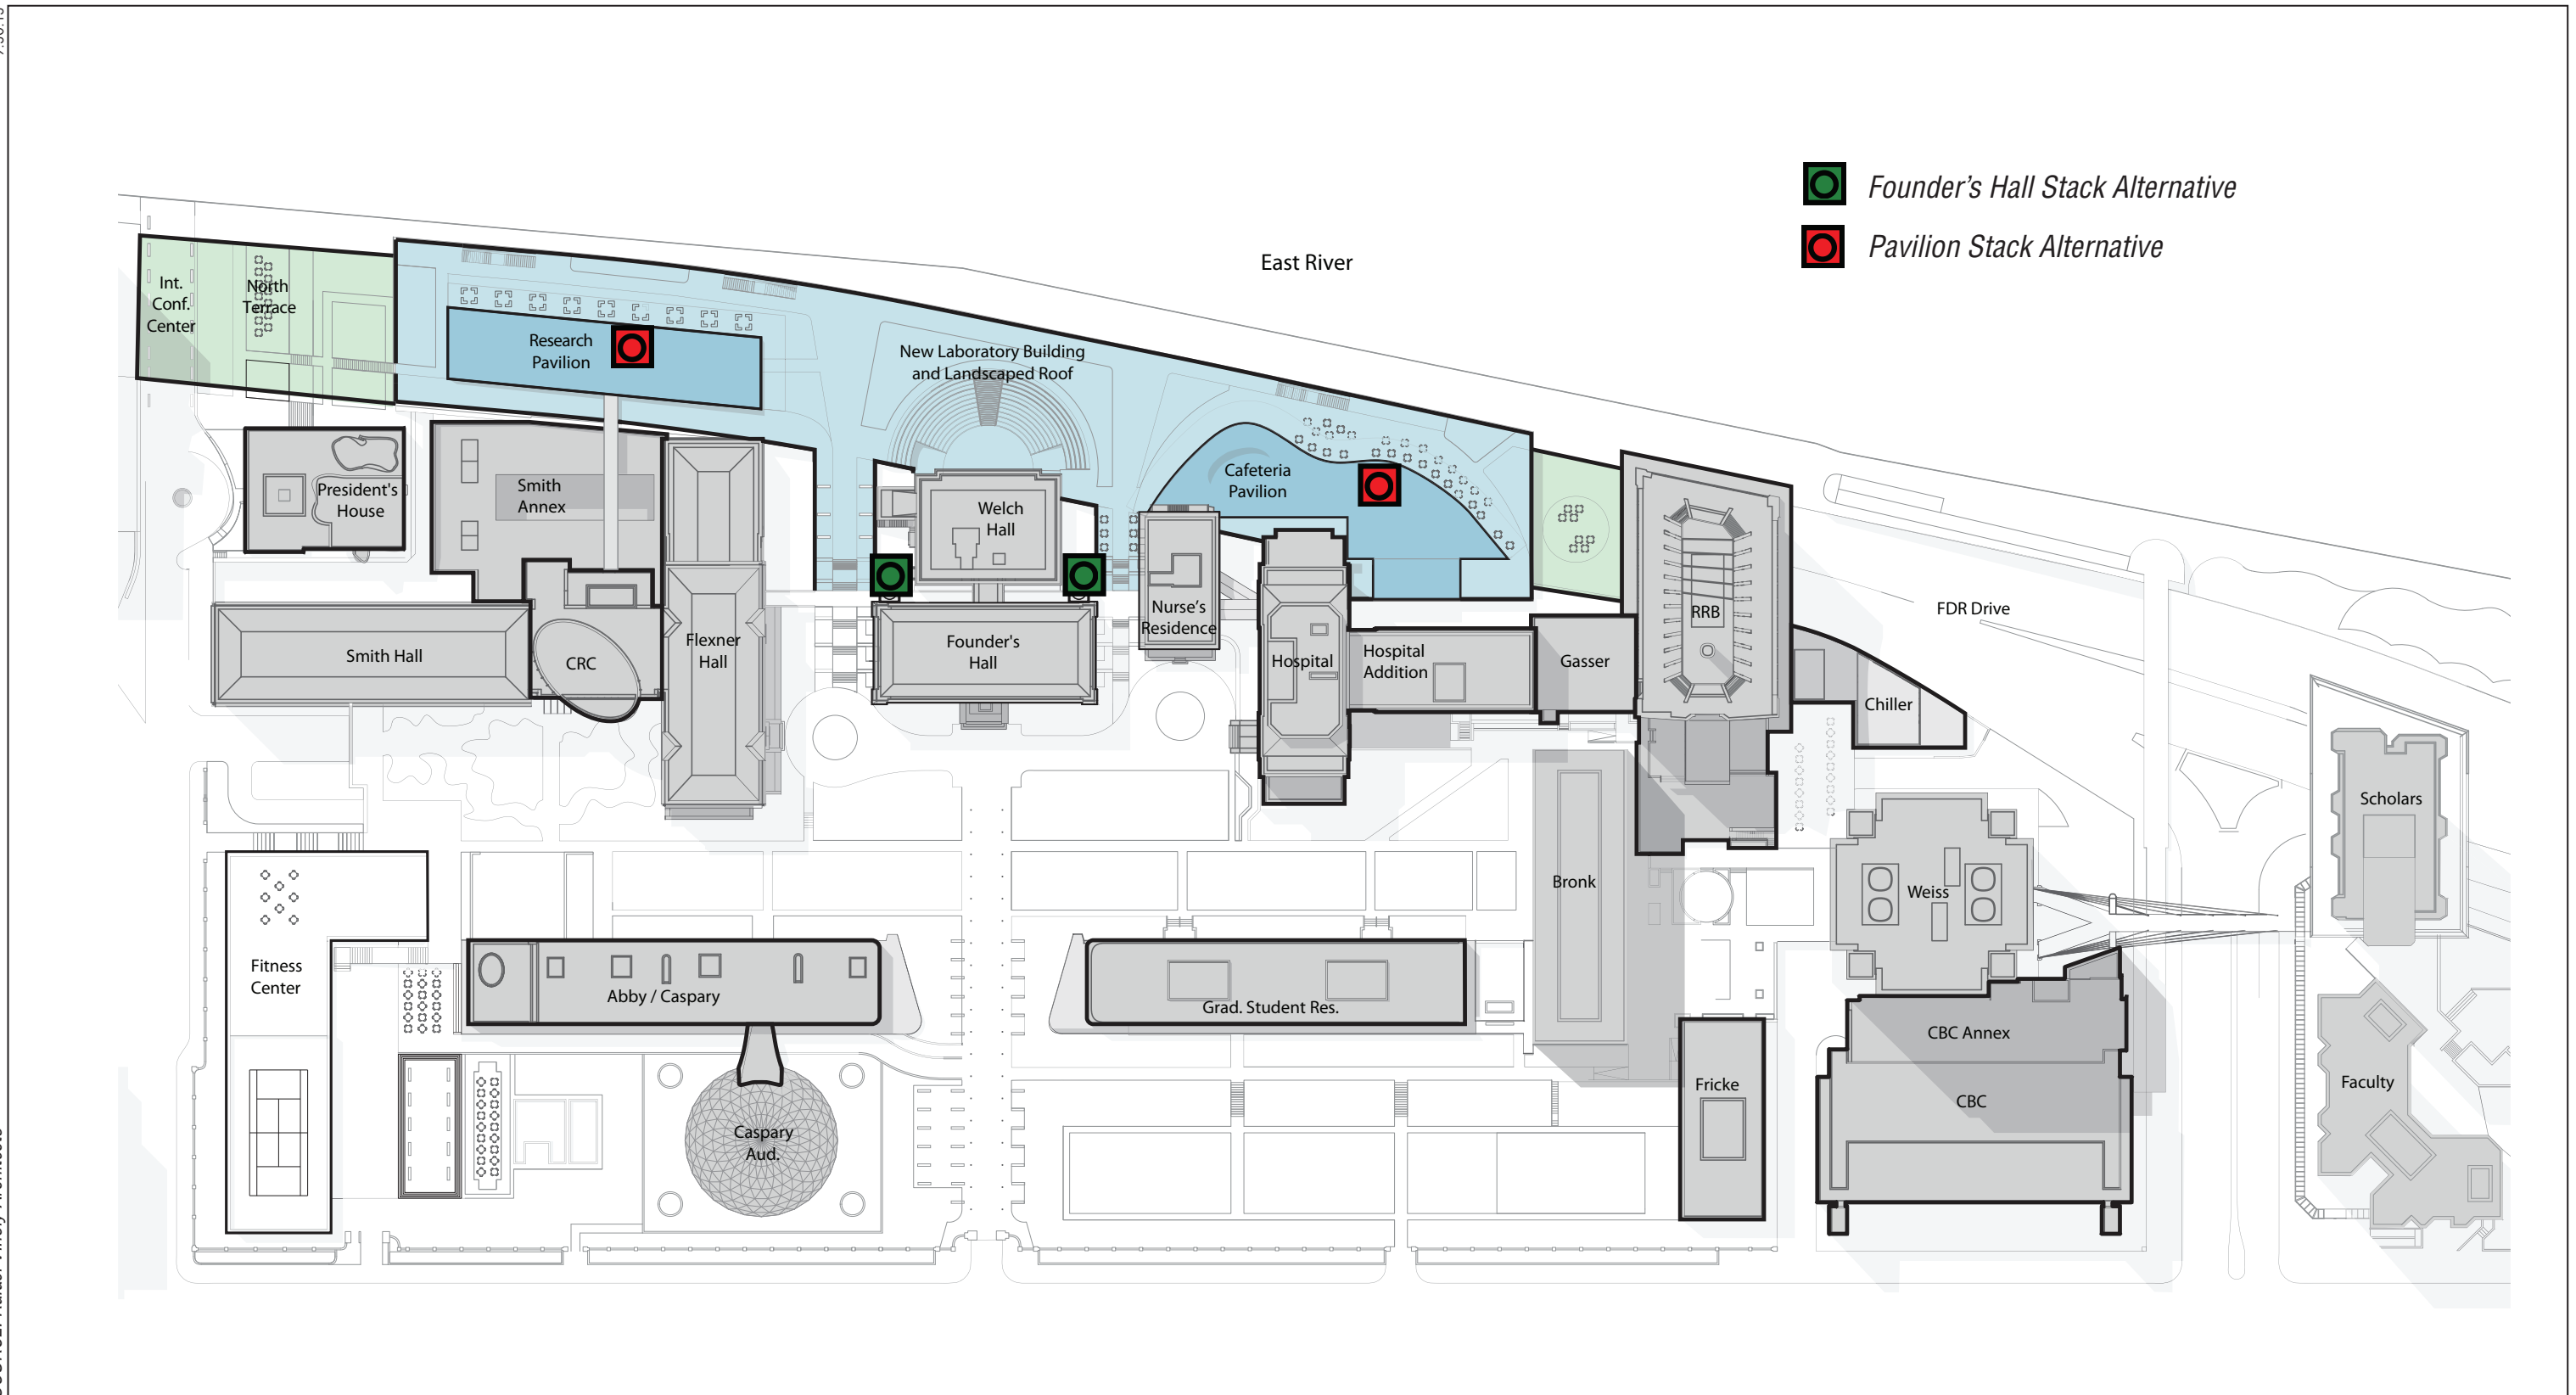 Founder’s Hall Stack Alternative
Pavilion Stack Alternative
East River
Int.
Conf.
Center
North
Terrace
Research
Pavilion
New Laboratory Building
and Landscaped Roof
Cafeteria
Pavilion
President's
House
Smith
Annex
Welch
Hall
Nurse’s
Residence
Smith Hall
CRC
Flexner
Hall
Founder's
Hall
Hospital
Hospital
Addition
Gasser
RRB
FDR Drive
Chiller
Scholars
Bronk
Weiss
Fitness
Center
Abby / Caspary
Grad. Student Res.
CBC Annex
CBC
Fricke
Faculty
Caspary
Aud.